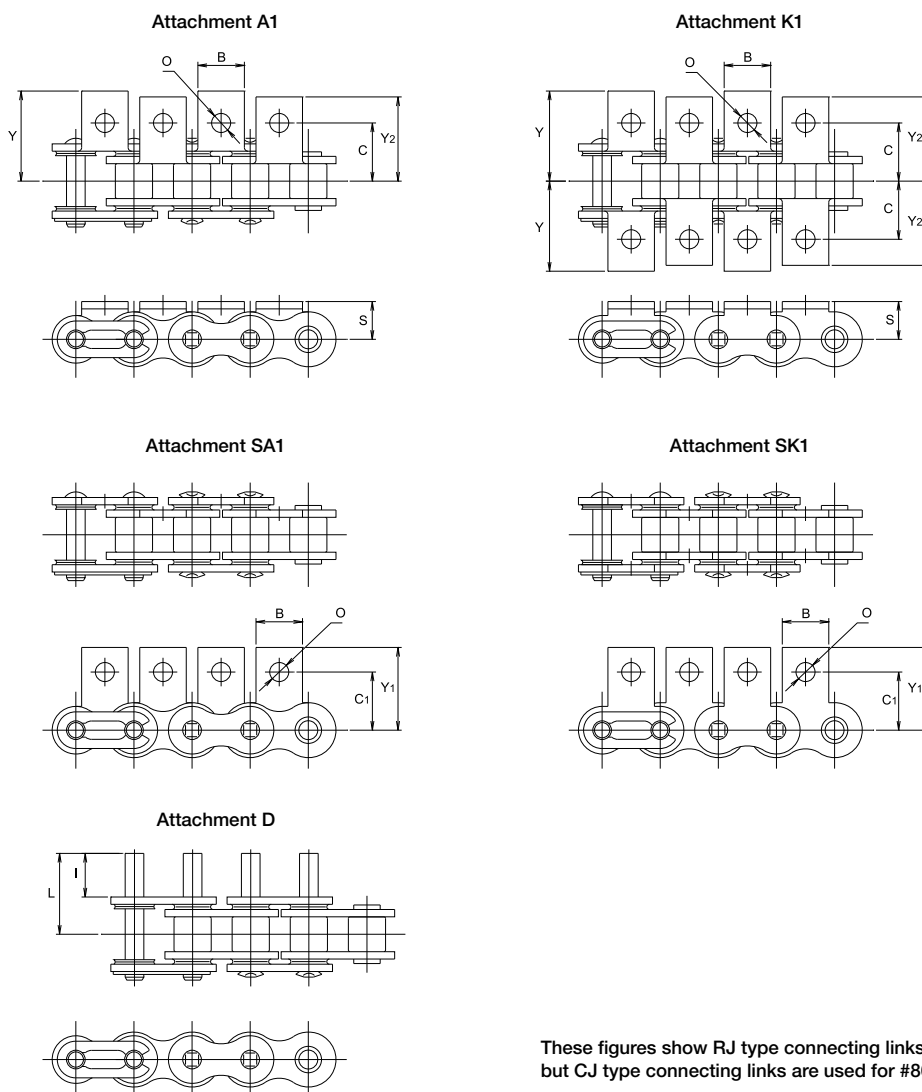 Attachment A1
Attachment K1
O
B
Y
C
Y2
S
O
B
Y
Y
C
C
Y2
Y2
S
Attachment SA1
Attachment SK1
B
O
C1
Y1
B
O
C1
Y1
Attachment D
L
I
These figures show RJ type connecting links
but CJ type connecting links are used for #8